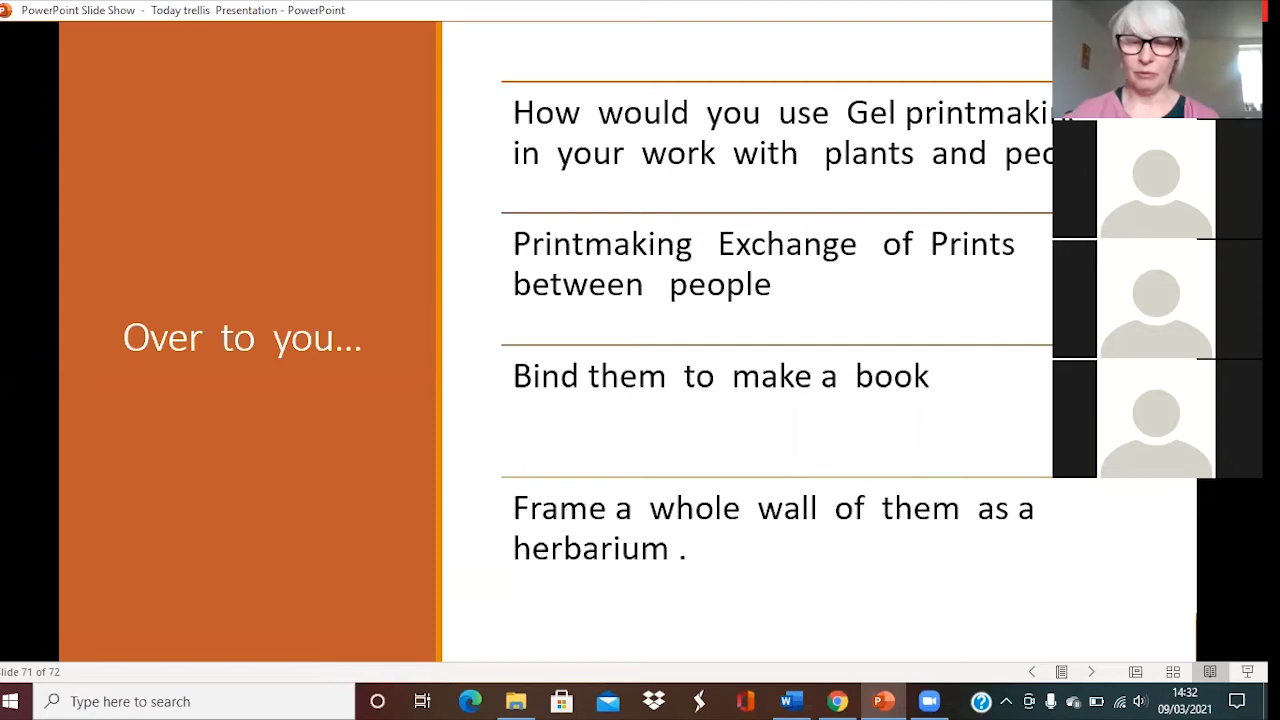 PowerPoint Slide Show - Today trellis Presentation - PowerPoint
How would you use Gel printmakin
in your work with plants and peo
Printmaking Exchange of Prints
between people
Over to you...
Bind them to make a book
Frame a whole wall of them as a
herbarium .
Slide 71 of 72
Type here to search
14:32
09/03/2021